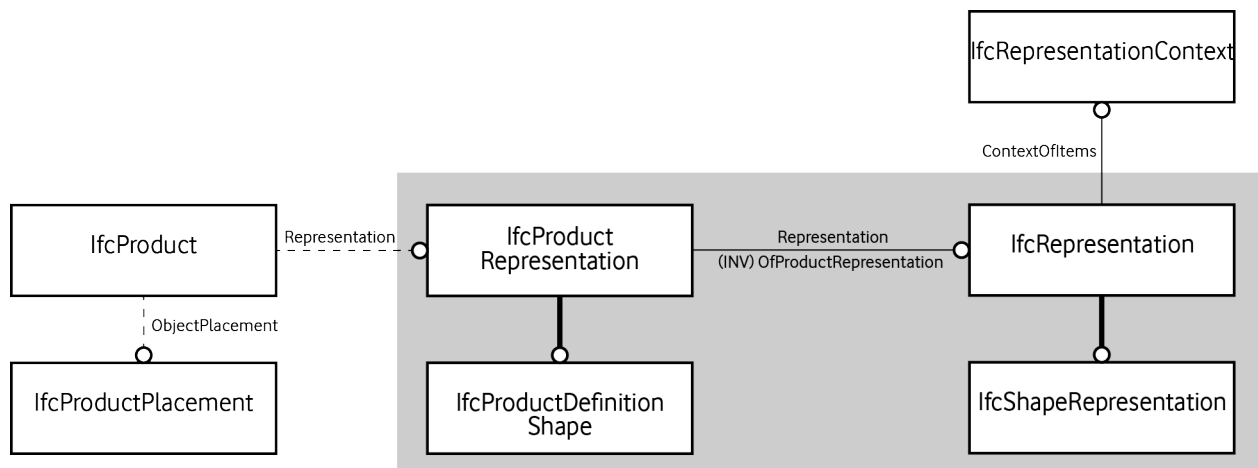 IfcRepresentationContext
ContextOfItems
IfcProduct
Representation
IfcProduct
Representation
Representation
(INV) OfProductRepresentation
IfcRepresentation
ObjectPlacement
IfcProductPlacement
IfcProductDefinition
Shape
IfcShapeRepresentation